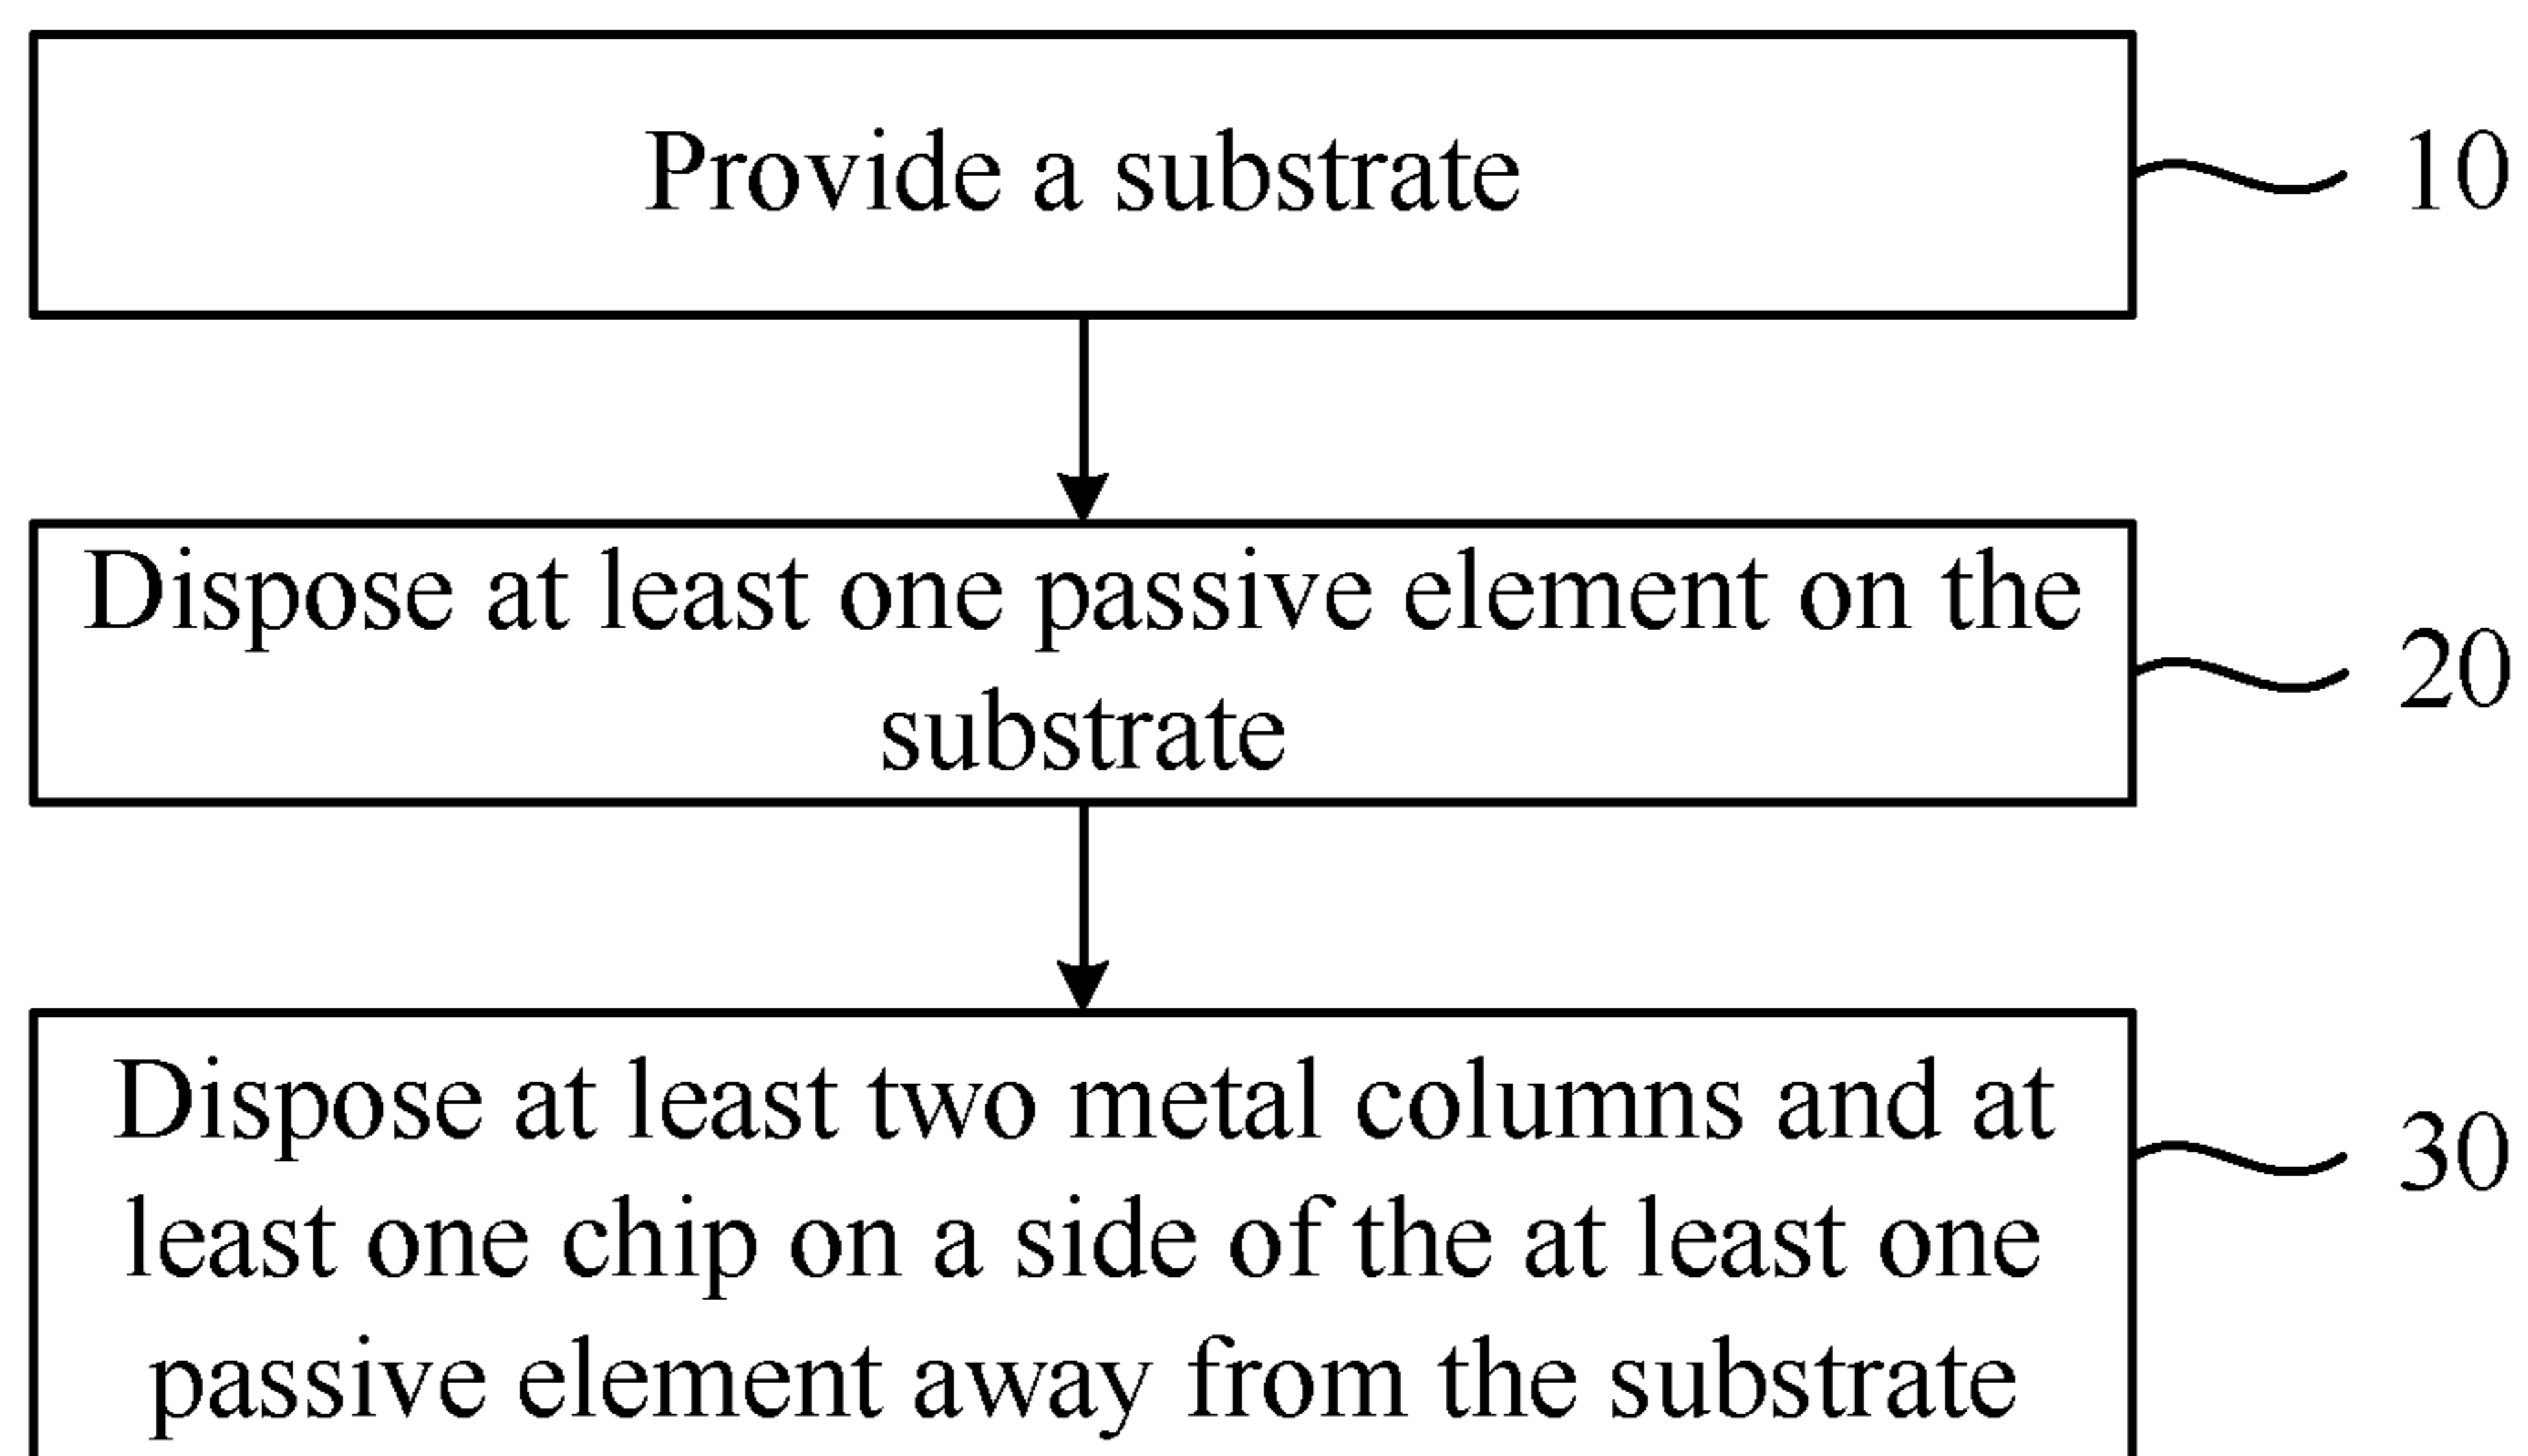 Provide a substrate
10
Dispose at least one passive element on the
substrate
20
Dispose at least two metal columns and at
least one chip on a side of the at least one
passive element away from the substrate
30